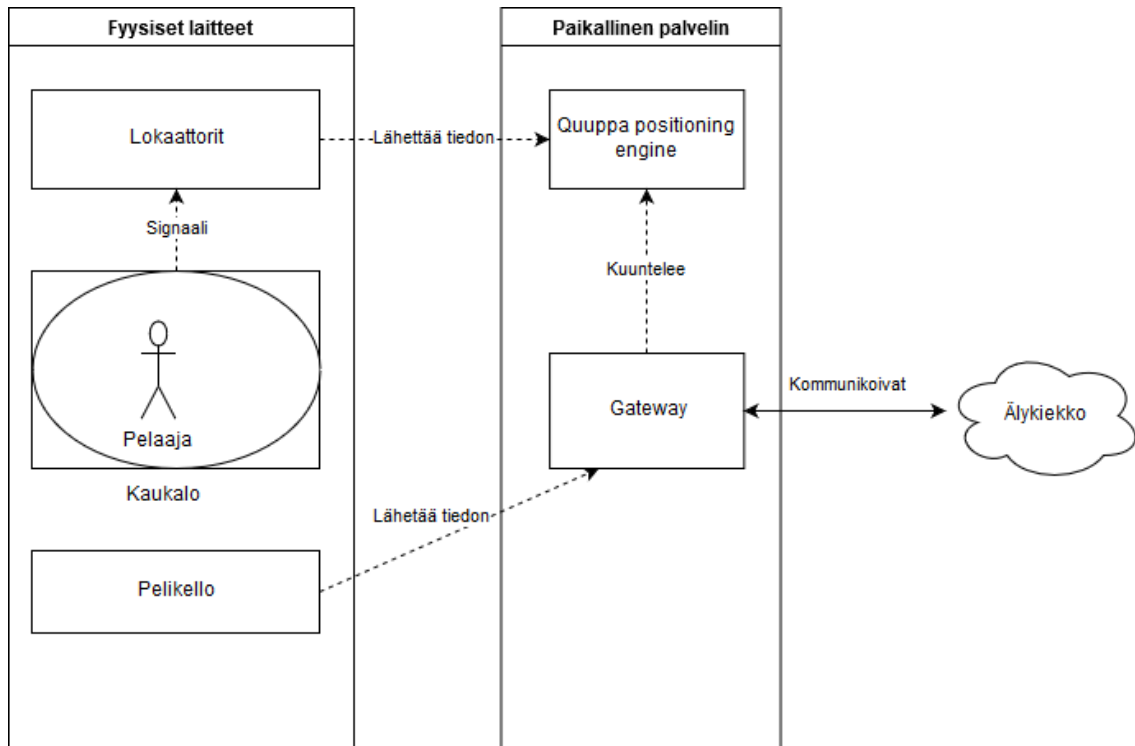 Fyysiset laitteet
Paikallinen palvelin
Lokaattorit
Lähettää tiedon
Quuppa positioning
engine
Signaali
Kuuntelee
Pelaaja
Kaukalo
Gateway
Kommunikoivat
Älykiekko
Lähetää tiedon
Pelikello